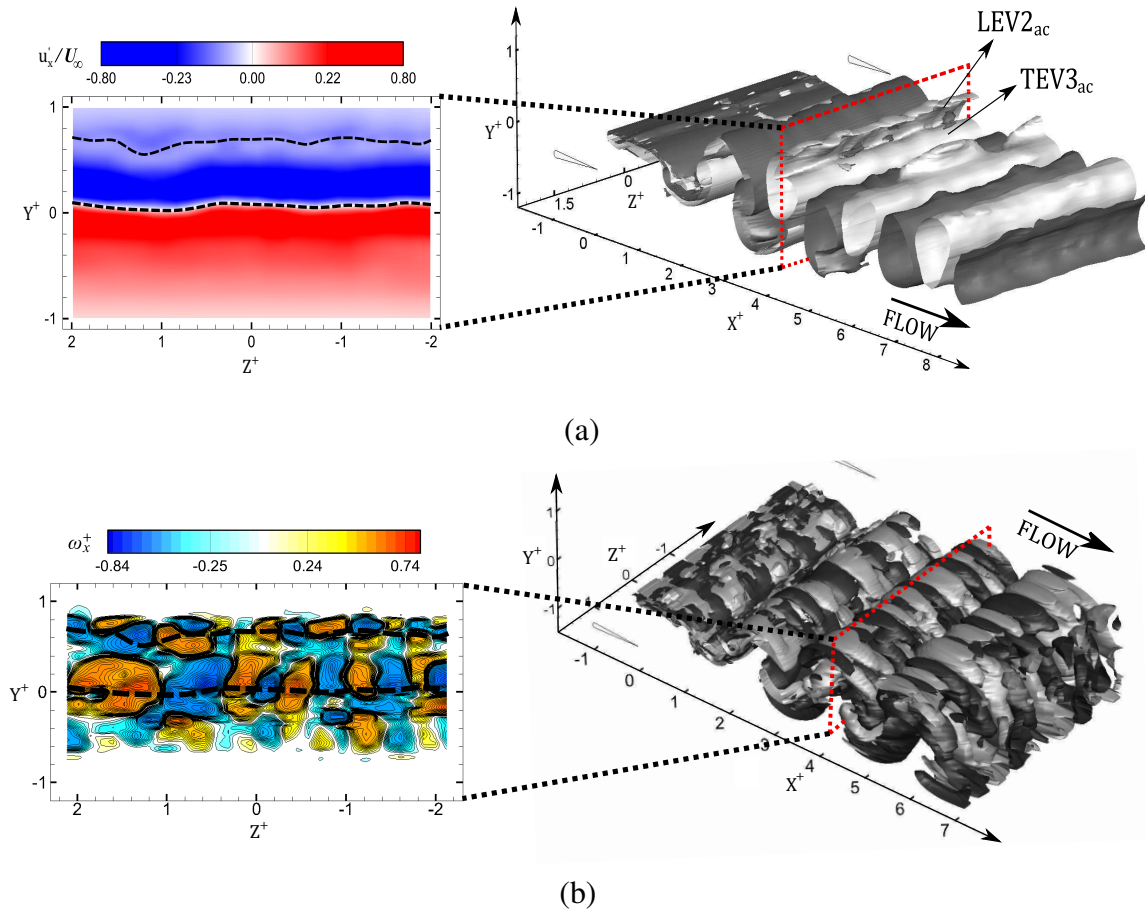 u'x/U∞
-0.80 -0.23 0.00 0.22 0.80
Y+
1
0
-1
2 1 0 -1 -2
Z+
LEV2ac
TEV3ac
Y+
1
0
-1
Z+
1.5 0
-1 0 1 2 3 4 5 6 7 8
X+
FLOW
(a)
ωx+
-0.84 -0.25 0.24 0.74
Y+
1
0
-1
2 1 0 -1 -2
Z+
Y+
1
0
-1
Z+
0 -1
-1 0 1 2 3 4 5 6 7
X+
FLOW
(b)